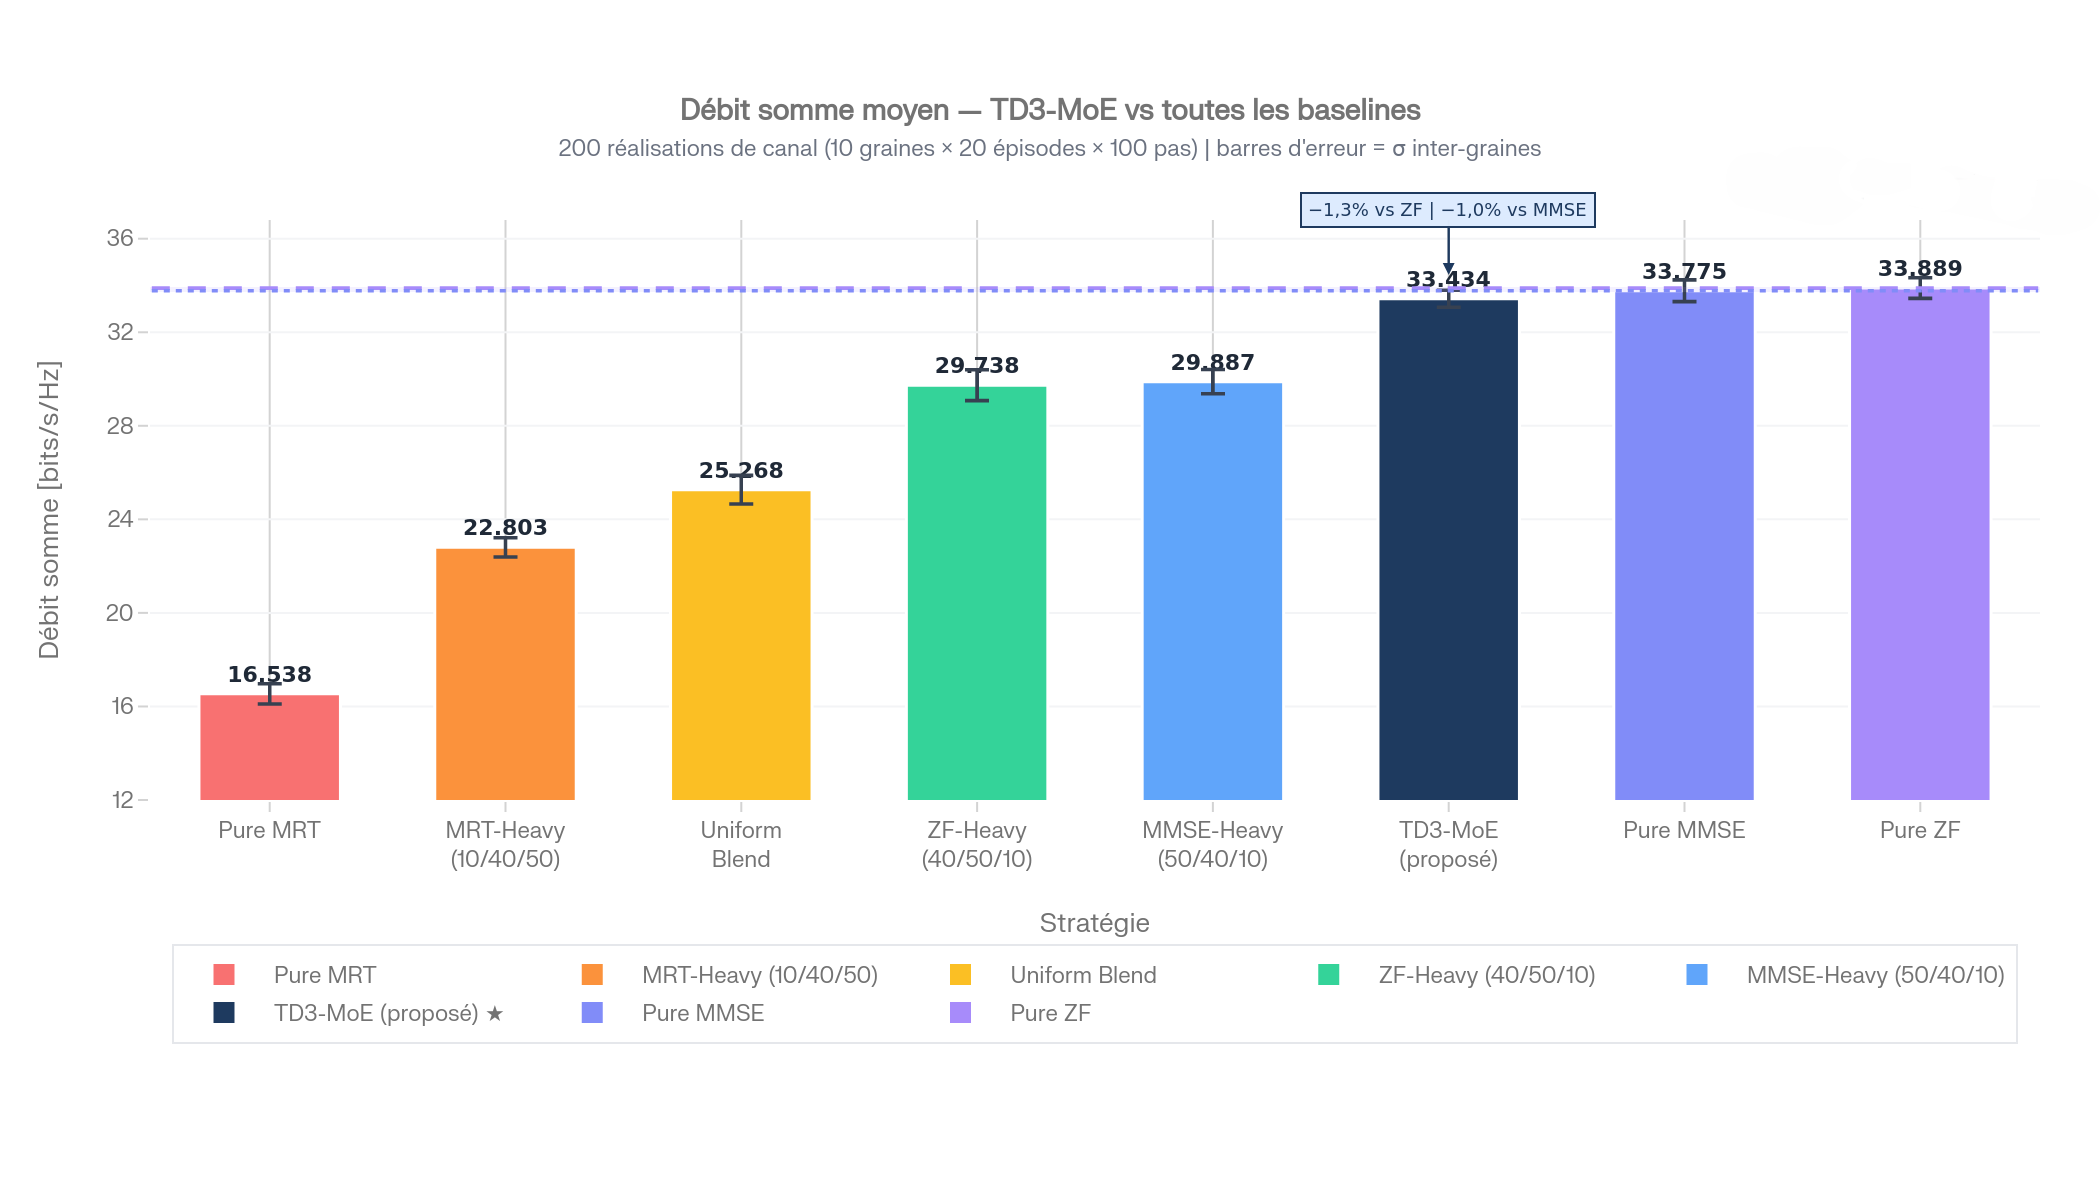 Débit somme moyen — TD3-MoE vs toutes les baselines
200 réalisations de canal (10 graines × 20 épisodes × 100 pas) | barres d'erreur = σ inter-graines
−1,3% vs ZF | −1,0% vs MMSE
36
32
28
24
20
16
12
Débit somme [bits/s/Hz]
16.538
22.803
25.268
29.738
29.887
33.434
33.775
33.889
Pure MRT
MRT-Heavy
(10/40/50)
Uniform
Blend
ZF-Heavy
(40/50/10)
MMSE-Heavy
(50/40/10)
TD3-MoE
(proposé)
Pure MMSE
Pure ZF
Stratégie
Pure MRT
MRT-Heavy (10/40/50)
Uniform Blend
ZF-Heavy (40/50/10)
MMSE-Heavy (50/40/10)
TD3-MoE (proposé) ★
Pure MMSE
Pure ZF